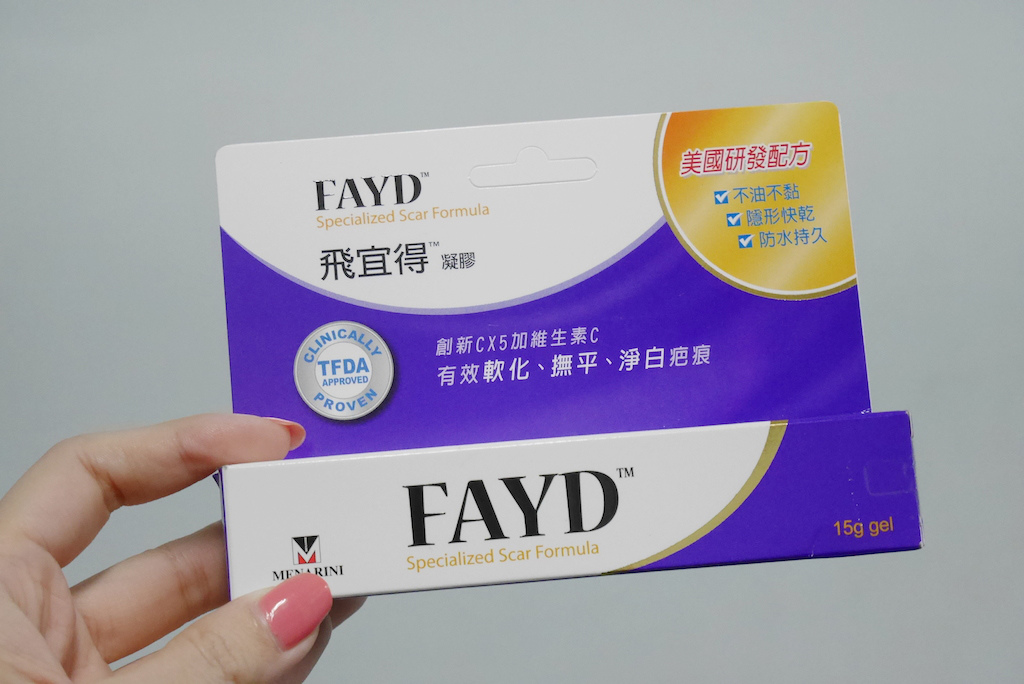 FAYD™
Specialized Scar Formula
飛宜得™ 凝膠
美國研發配方
不油不黏
隱形快乾
防水持久
CLINICALLY
TFDA
APPROVED
PROVEN
創新CX5加維生素C
有效軟化、撫平、淨白疤痕
FAYD™
Specialized Scar Formula
MENARINI
15g gel